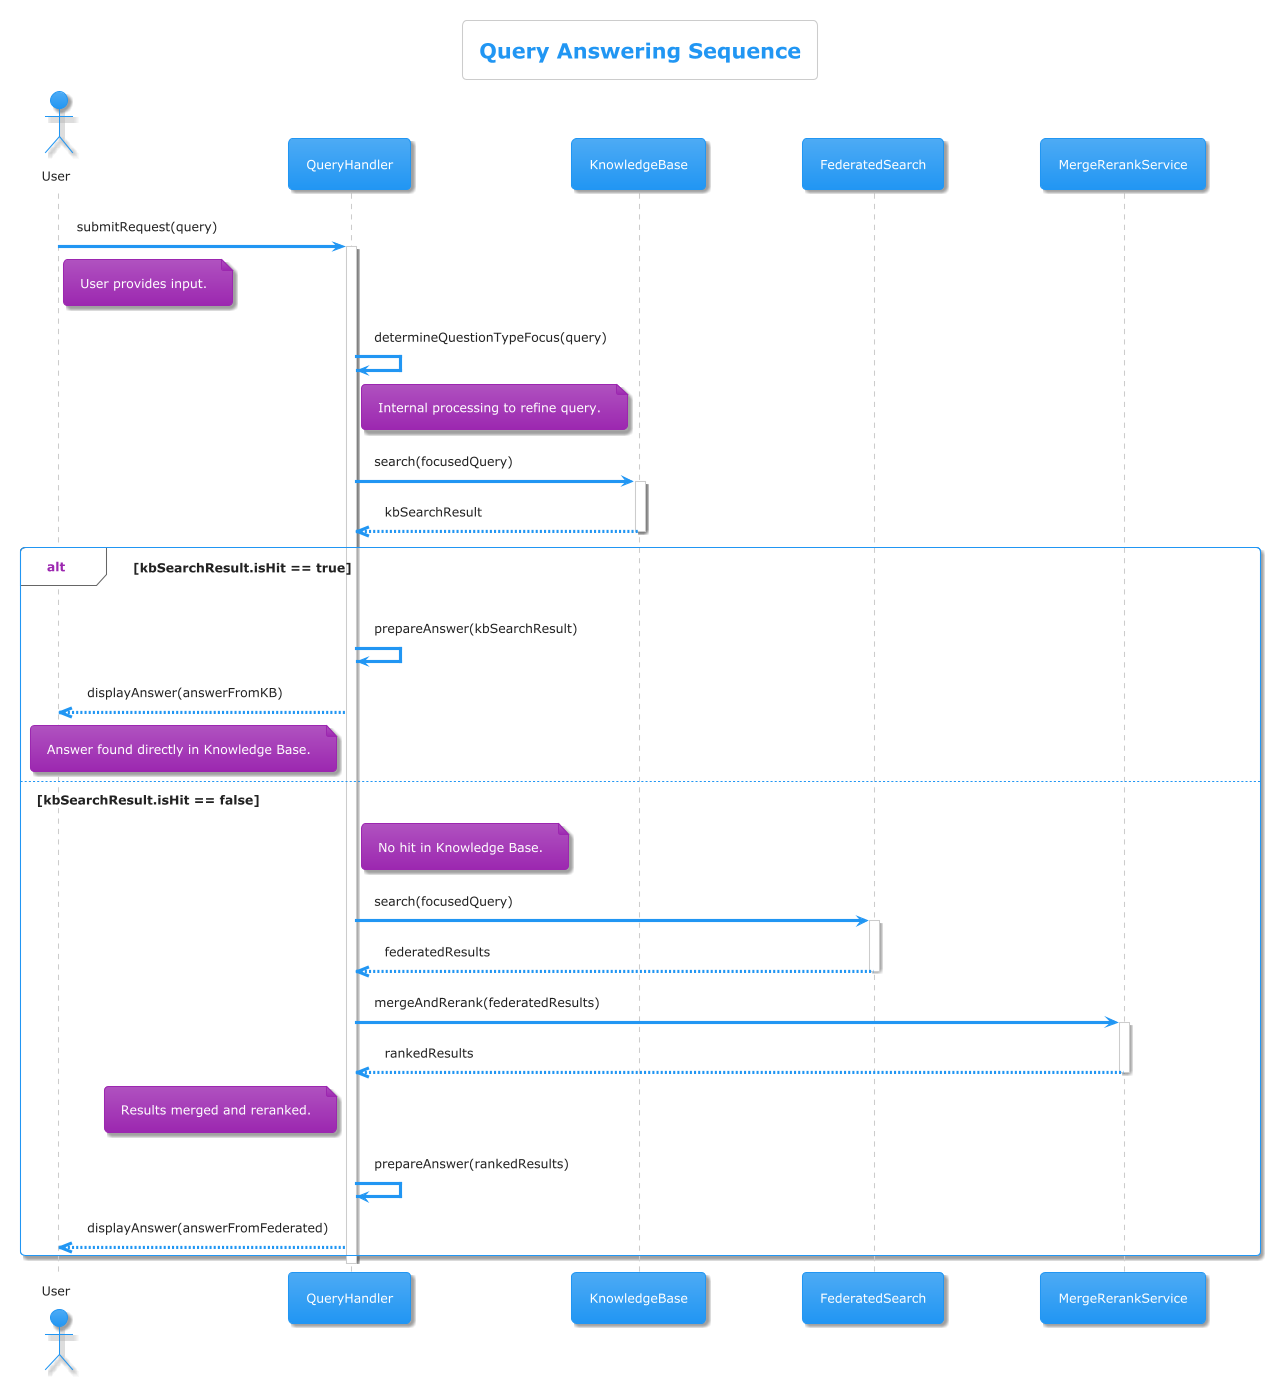 Query Answering Sequence
User
QueryHandler
KnowledgeBase
FederatedSearch
MergeRerankService
submitRequest(query)
User provides input.
determineQuestionTypeFocus(query)
Internal processing to refine query.
search(focusedQuery)
kbSearchResult
alt
[kbSearchResult.isHit == true]
prepareAnswer(kbSearchResult)
displayAnswer(answerFromKB)
Answer found directly in Knowledge Base.
[kbSearchResult.isHit == false]
No hit in Knowledge Base.
search(focusedQuery)
federatedResults
mergeAndRerank(federatedResults)
rankedResults
Results merged and reranked.
prepareAnswer(rankedResults)
displayAnswer(answerFromFederated)
User
QueryHandler
KnowledgeBase
FederatedSearch
MergeRerankService